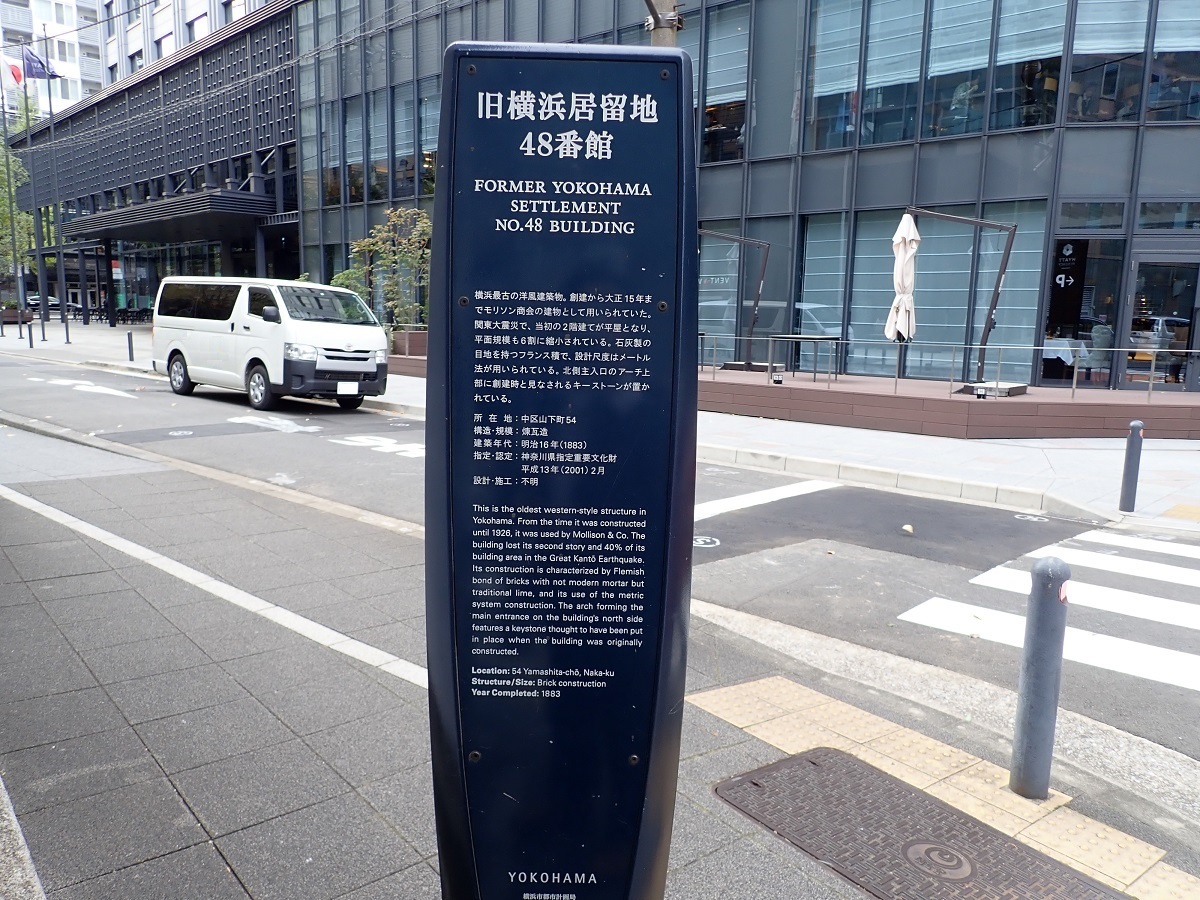 旧横浜居留地
48番館
FORMER YOKOHAMA
SETTLEMENT
NO.48 BUILDING
横浜最古の洋風建築物。創建から大正15年ま
でモリソン商会の建物として用いられていた。
関東大震災で、当初の2階建てが平屋となり、
平面規模も6割に縮小されている。石灰製の
目地を持つフランス積で、設計尺度はメートル
法が用いられている。北側主入口のアーチ上
部に創建時と見なされるキーストーンが置か
れている。
所在地：中区山下町54
構造・規模：煉瓦造
建築年代：明治16年（1883）
指定・認定：神奈川県指定重要文化財
平成13年（2001）2月
設計・施工：不明
This is the oldest western-style structure in
Yokohama. From the time it was constructed
until 1926, it was used by Mollison & Co. The
building lost its second story and 40% of its
building area in the Great Kantō Earthquake.
Its construction is characterized by Flemish
bond of bricks with not modern mortar but
traditional lime, and its use of the metric
system construction. The arch forming the
main entrance on the building's north side
features a keystone thought to have been put
in place when the building was originally
constructed.
Location: 54 Yamashita-chō, Naka-ku
Structure/Size: Brick construction
Year Completed: 1883
YOKOHAMA
横浜市都市計画局
HYATT
P